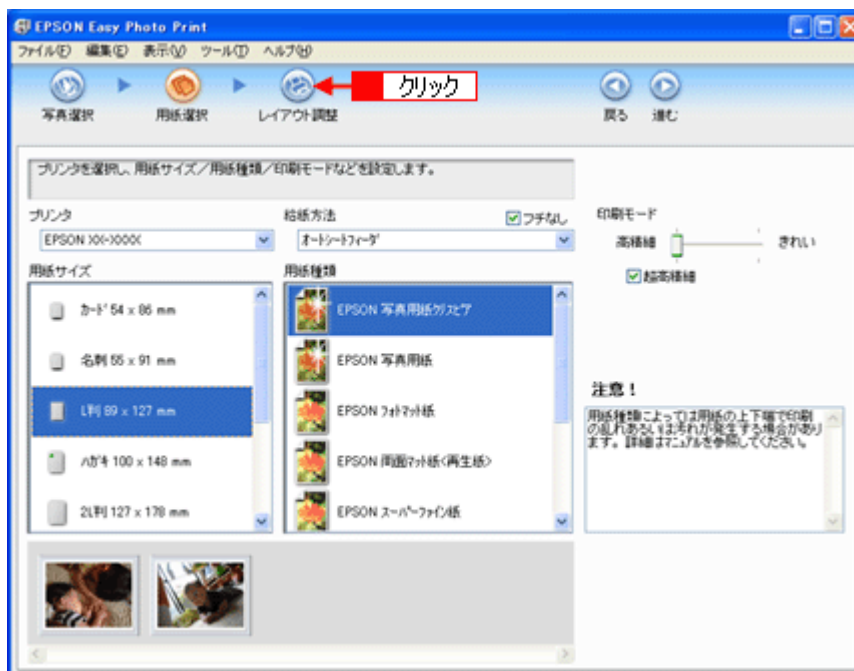 EPSON Easy Photo Print
ファイル(F) 編集(E) 表示(V) ツール(T) ヘルプ(H)
クリック
写真選択 用紙選択 レイアウト調整 戻る 進む
プリンタを選択し、用紙サイズ/用紙種類/印刷モードなどを設定します。
プリンタ
EPSON XX-XXXX
給紙方法
フチなし
オートシートフィーダ
印刷モード
高精細 きれい
超高精細
用紙サイズ
カード 54 x 86 mm
名刺 55 x 91 mm
L判 89 x 127 mm
ハガキ 100 x 148 mm
2L判 127 x 178 mm
用紙種類
EPSON 写真用紙クリスピア
EPSON 写真用紙
EPSON フォトマット紙
EPSON 両面マット紙<再生紙>
EPSON スーパーファイン紙
注意!
用紙種類によっては用紙の上下端で印刷
の乱れあるいは汚れが発生する場合があり
ます。詳細はマニュアルを参照してください。